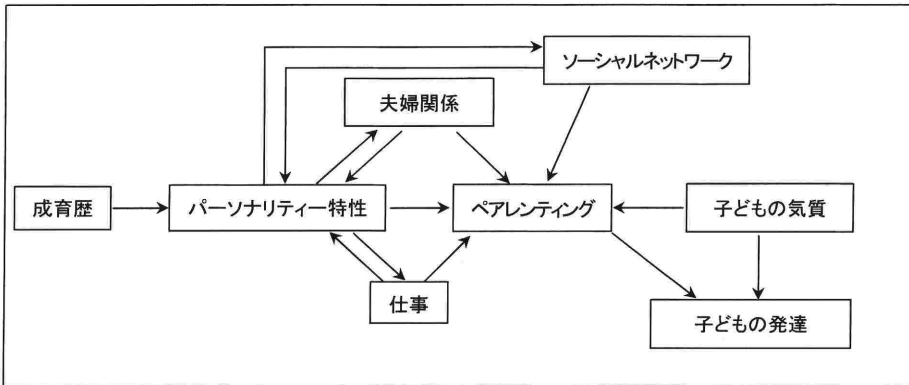 ソーシャルネットワーク
夫婦関係
成育歴
パーソナリティー特性
ペアレンティング
子どもの気質
仕事
子どもの発達